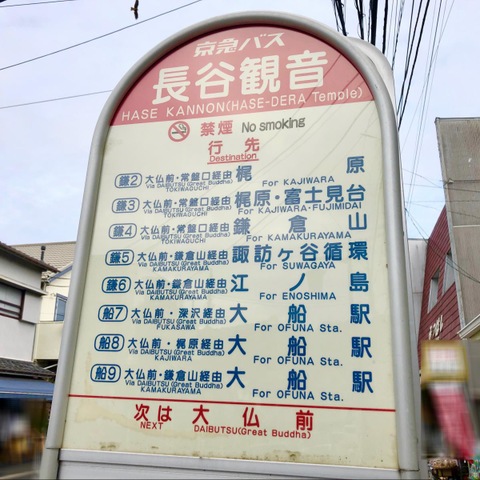 京急バス
長谷観音
HASE KANNON(HASE-DERA Temple)
禁煙 No smoking
行先
Destination
鎌2 大仏前・常盤口経由 梶原
Via DAIBUTSU(Great Buddha) TOKIWAGUCHI For KAJIWARA
鎌3 大仏前・常盤口経由 梶原・富士見台
Via DAIBUTSU(Great Buddha) TOKIWAGUCHI For KAJIWARA・FUJIMIDAI
鎌4 大仏前・常盤口経由 鎌倉山
Via DAIBUTSU(Great Buddha) TOKIWAGUCHI For KAMAKURAYAMA
鎌5 大仏前・鎌倉山経由 諏訪ヶ谷循環
Via DAIBUTSU(Great Buddha) KAMAKURAYAMA For SUWAGAYA
鎌6 大仏前・鎌倉山経由 江ノ島
Via DAIBUTSU(Great Buddha) KAMAKURAYAMA For ENOSHIMA
船7 大仏前・深沢経由 大船駅
Via DAIBUTSU(Great Buddha) FUKASAWA For OFUNA Sta.
船8 大仏前・梶原経由 大船駅
Via DAIBUTSU(Great Buddha) KAJIWARA For OFUNA Sta.
船9 大仏前・鎌倉山経由 大船駅
Via DAIBUTSU(Great Buddha) KAMAKURAYAMA For OFUNA Sta.
次は 大仏前
NEXT DAIBUTSU(Great Buddha)